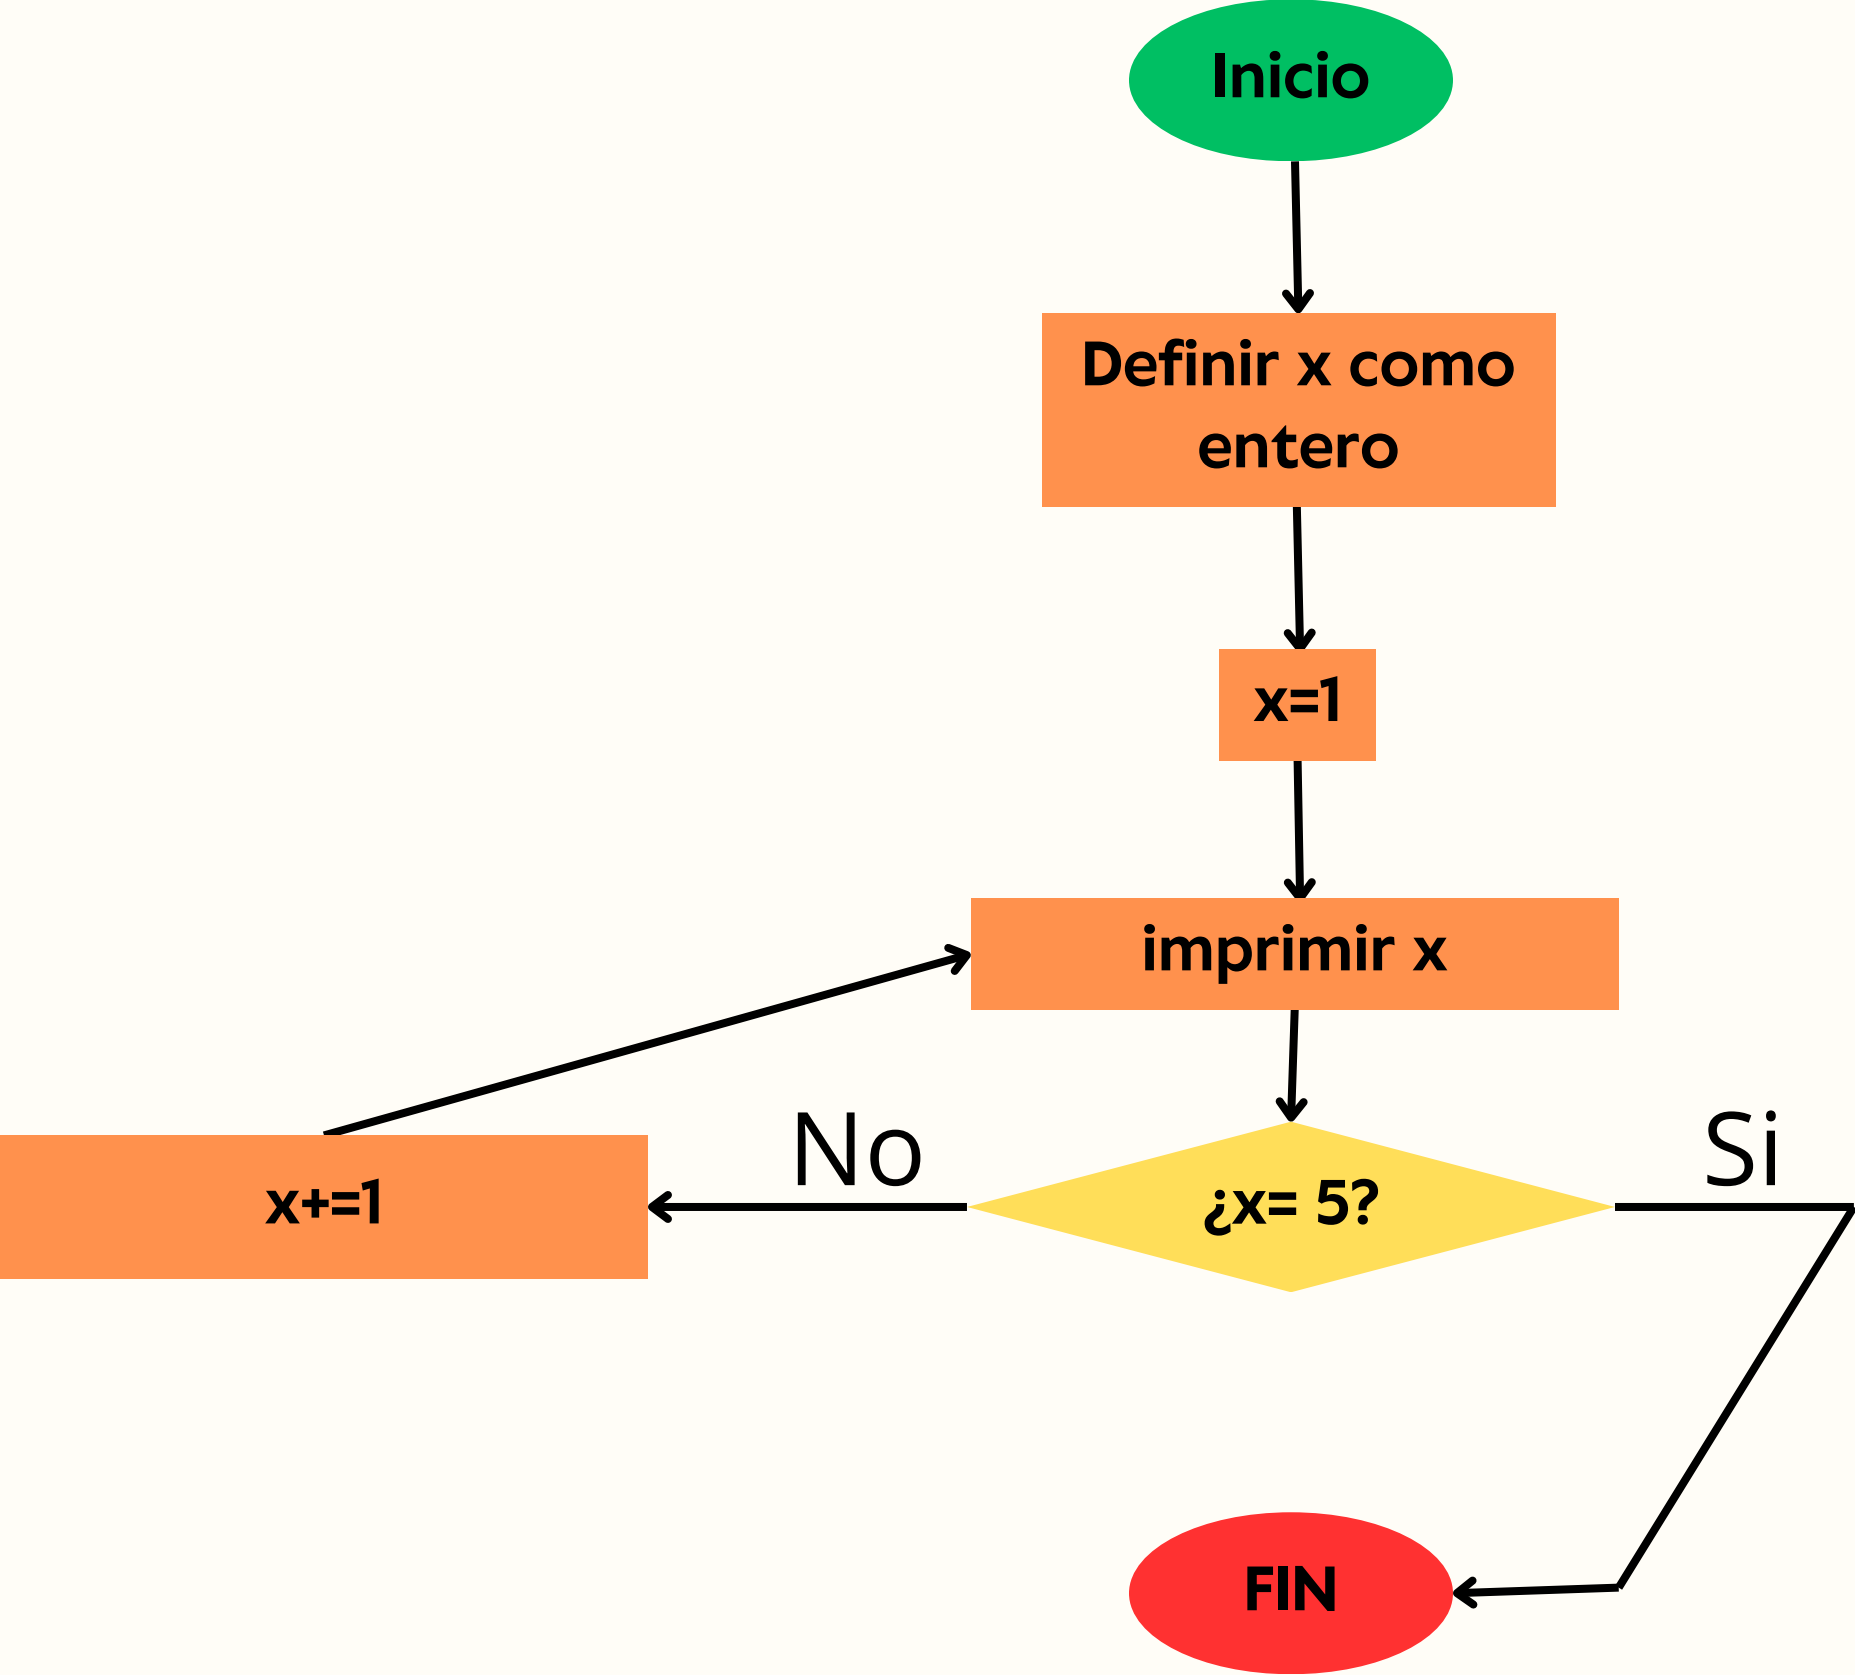 Inicio
Definir x como
entero
x=1
imprimir x
No
Si
x+=1
¿x= 5?
FIN